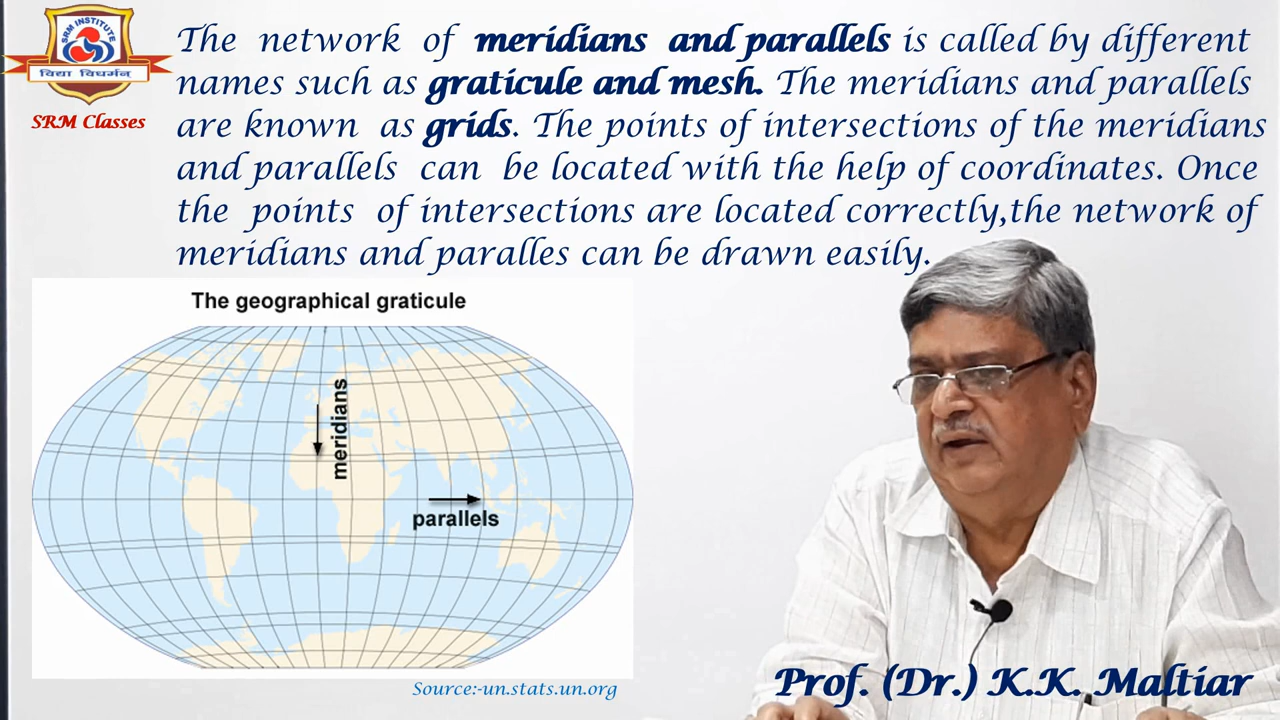 SRM INSTITUTE
विद्या विधर्मन्
SRM Classes
The network of meridians and parallels is called by different
names such as graticule and mesh. The meridians and parallels
are known as grids. The points of intersections of the meridians
and parallels can be located with the help of coordinates. Once
the points of intersections are located correctly,the network of
meridians and paralles can be drawn easily.
The geographical graticule
meridians
parallels
Source:-un.stats.un.org
Prof. (Dr.) K.K. Maltiar